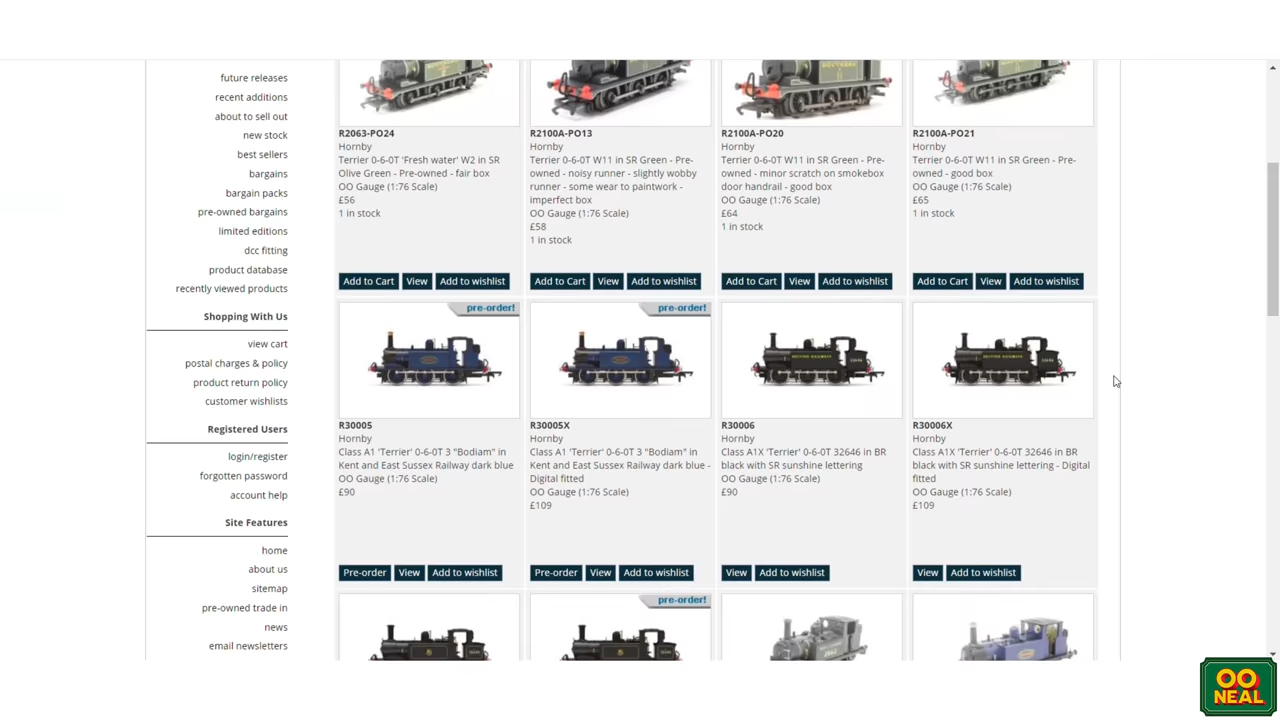 future releases
recent additions
about to sell out
new stock
best sellers
bargains
bargain packs
pre-owned bargains
limited editions
dcc fitting
product database
recently viewed products
Shopping With Us
view cart
postal charges & policy
product return policy
customer wishlists
Registered Users
login/register
forgotten password
account help
Site Features
home
about us
sitemap
pre-owned trade in
news
email newsletters
R2063-PO24
Hornby
Terrier 0-6-0T 'Fresh water' W2 in SR
Olive Green - Pre-owned - fair box
OO Gauge (1:76 Scale)
£56
1 in stock
Add to Cart View Add to wishlist
R2100A-PO13
Hornby
Terrier 0-6-0T W11 in SR Green - Pre-
owned - noisy runner - slightly wobby
runner - some wear to paintwork -
imperfect box
OO Gauge (1:76 Scale)
£58
1 in stock
Add to Cart View Add to wishlist
R2100A-PO20
Hornby
Terrier 0-6-0T W11 in SR Green - Pre-
owned - minor scratch on smokebox
door handrail - good box
OO Gauge (1:76 Scale)
£64
1 in stock
Add to Cart View Add to wishlist
R2100A-PO21
Hornby
Terrier 0-6-0T W11 in SR Green - Pre-
owned - good box
OO Gauge (1:76 Scale)
£65
1 in stock
Add to Cart View Add to wishlist
pre-order!
R30005
Hornby
Class A1 'Terrier' 0-6-0T 3 "Bodiam" in
Kent and East Sussex Railway dark blue
OO Gauge (1:76 Scale)
£90
Pre-order View Add to wishlist
pre-order!
R30005X
Hornby
Class A1 'Terrier' 0-6-0T 3 "Bodiam" in
Kent and East Sussex Railway dark blue -
Digital fitted
OO Gauge (1:76 Scale)
£109
Pre-order View Add to wishlist
BRITISH RAILWAYS
R30006
Hornby
Class A1X 'Terrier' 0-6-0T 32646 in BR
black with SR sunshine lettering
OO Gauge (1:76 Scale)
£90
View Add to wishlist
BRITISH RAILWAYS
R30006X
Hornby
Class A1X 'Terrier' 0-6-0T 32646 in BR
black with SR sunshine lettering - Digital
fitted
OO Gauge (1:76 Scale)
£109
View Add to wishlist
pre-order!
OO
NEAL